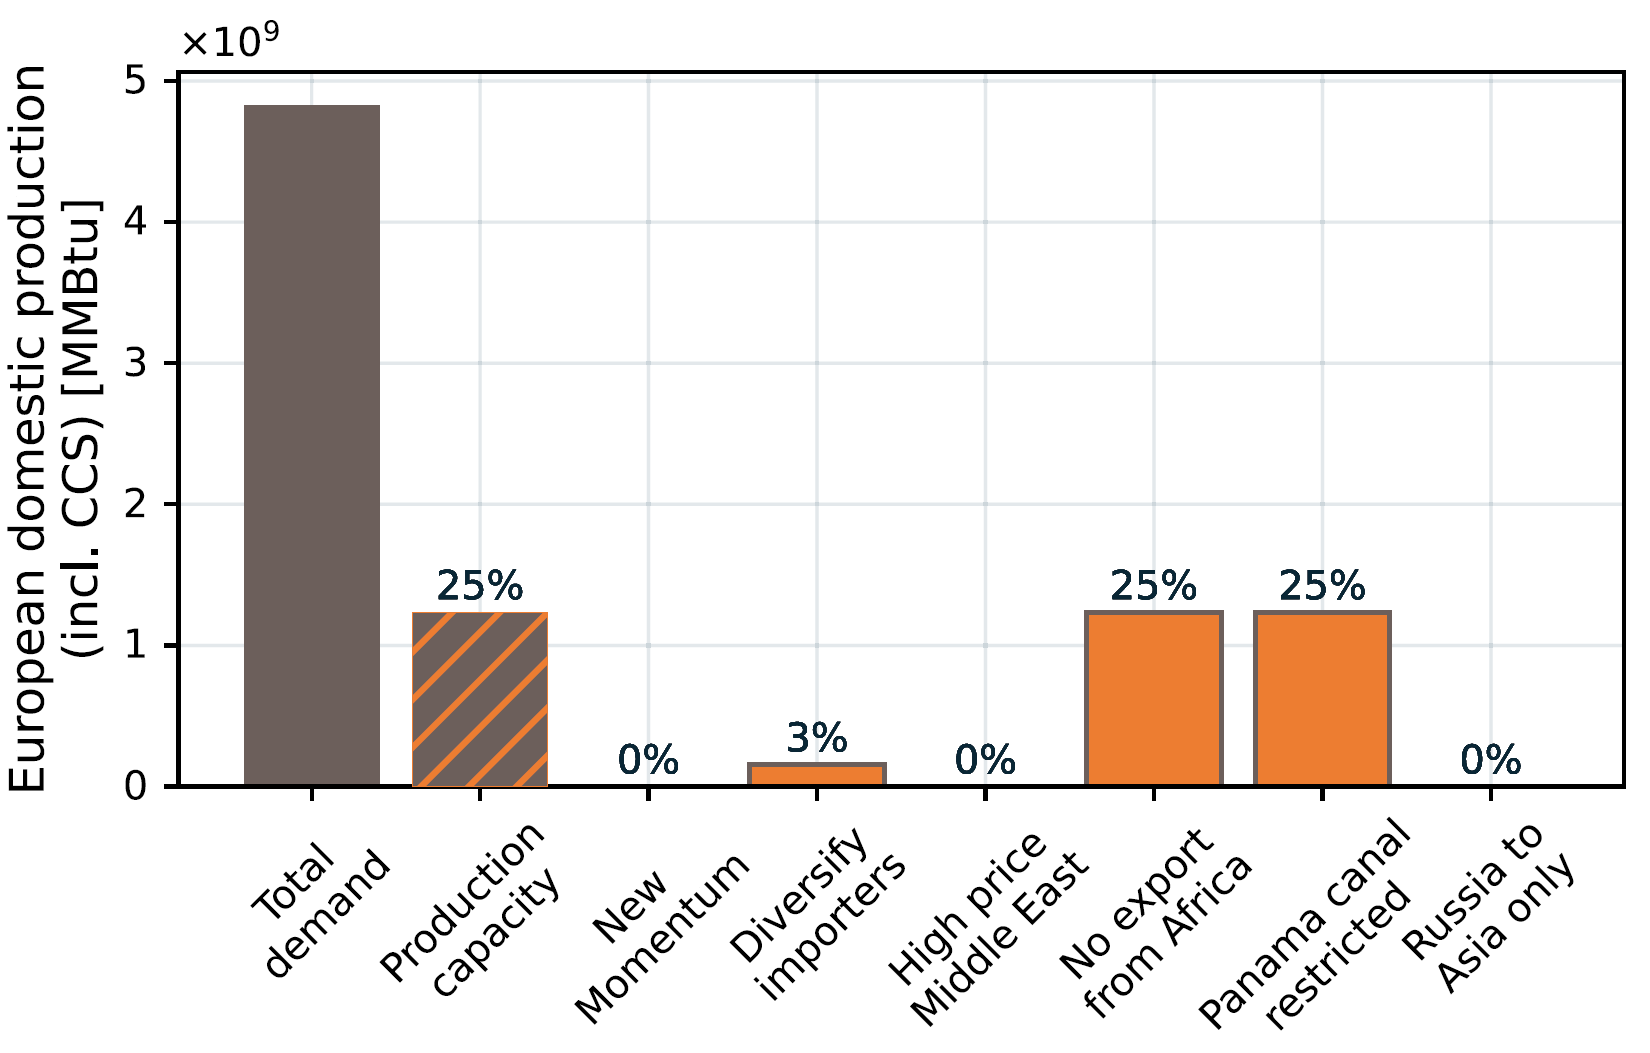 ×10⁹
European domestic production
(incl. CCS) [MMBtu]
5
4
3
2
1
0
25%
0%
3%
0%
25%
25%
0%
Total
demand
Production
capacity
New
Momentum
Diversify
importers
High price
Middle East
No export
from Africa
Panama canal
restricted
Russia to
Asia only